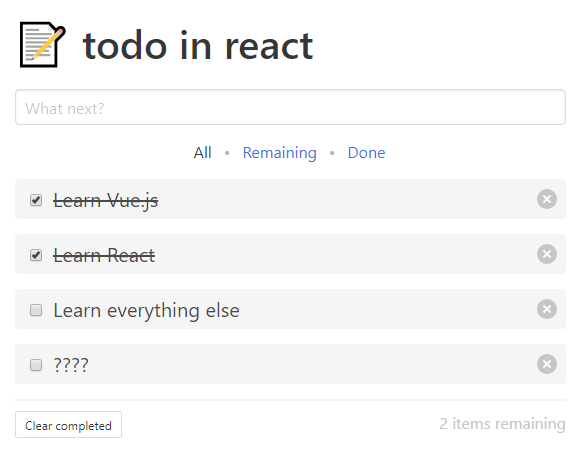 todo in react
What next?
All • Remaining • Done
Learn Vue.js
Learn React
Learn everything else
????
Clear completed 2 items remaining